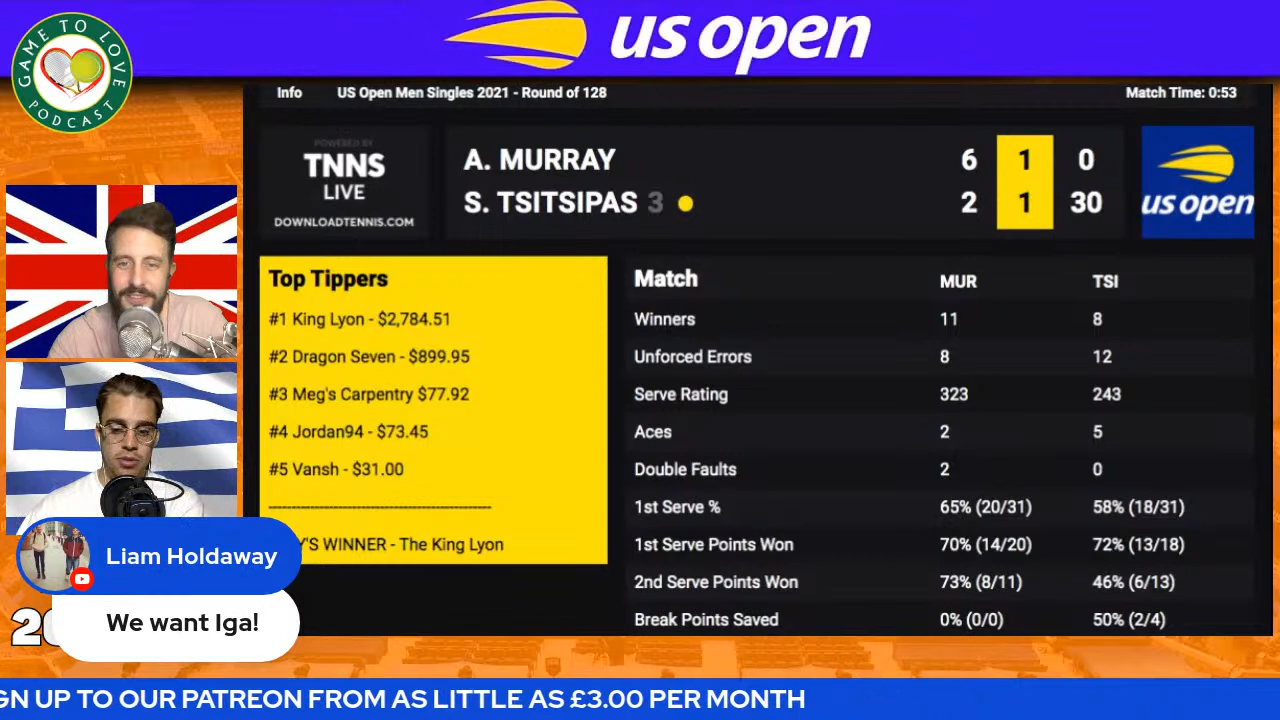 GAME TO LOVE
PODCAST
us open
Info US Open Men Singles 2021 - Round of 128 Match Time: 0:53
POWERED BY
TNNS
LIVE
DOWNLOADTENNIS.COM
A. MURRAY 6 1 0
S. TSITSIPAS 3 2 1 30
us open
Top Tippers
#1 King Lyon - $2,784.51
#2 Dragon Seven - $899.95
#3 Meg's Carpentry $77.92
#4 Jordan94 - $73.45
#5 Vansh - $31.00
Y'S WINNER - The King Lyon
Match MUR TSI
Winners 11 8
Unforced Errors 8 12
Serve Rating 323 243
Aces 2 5
Double Faults 2 0
1st Serve % 65% (20/31) 58% (18/31)
1st Serve Points Won 70% (14/20) 72% (13/18)
2nd Serve Points Won 73% (8/11) 46% (6/13)
Break Points Saved 0% (0/0) 50% (2/4)
Liam Holdaway
We want Iga!
GN UP TO OUR PATREON FROM AS LITTLE AS £3.00 PER MONTH